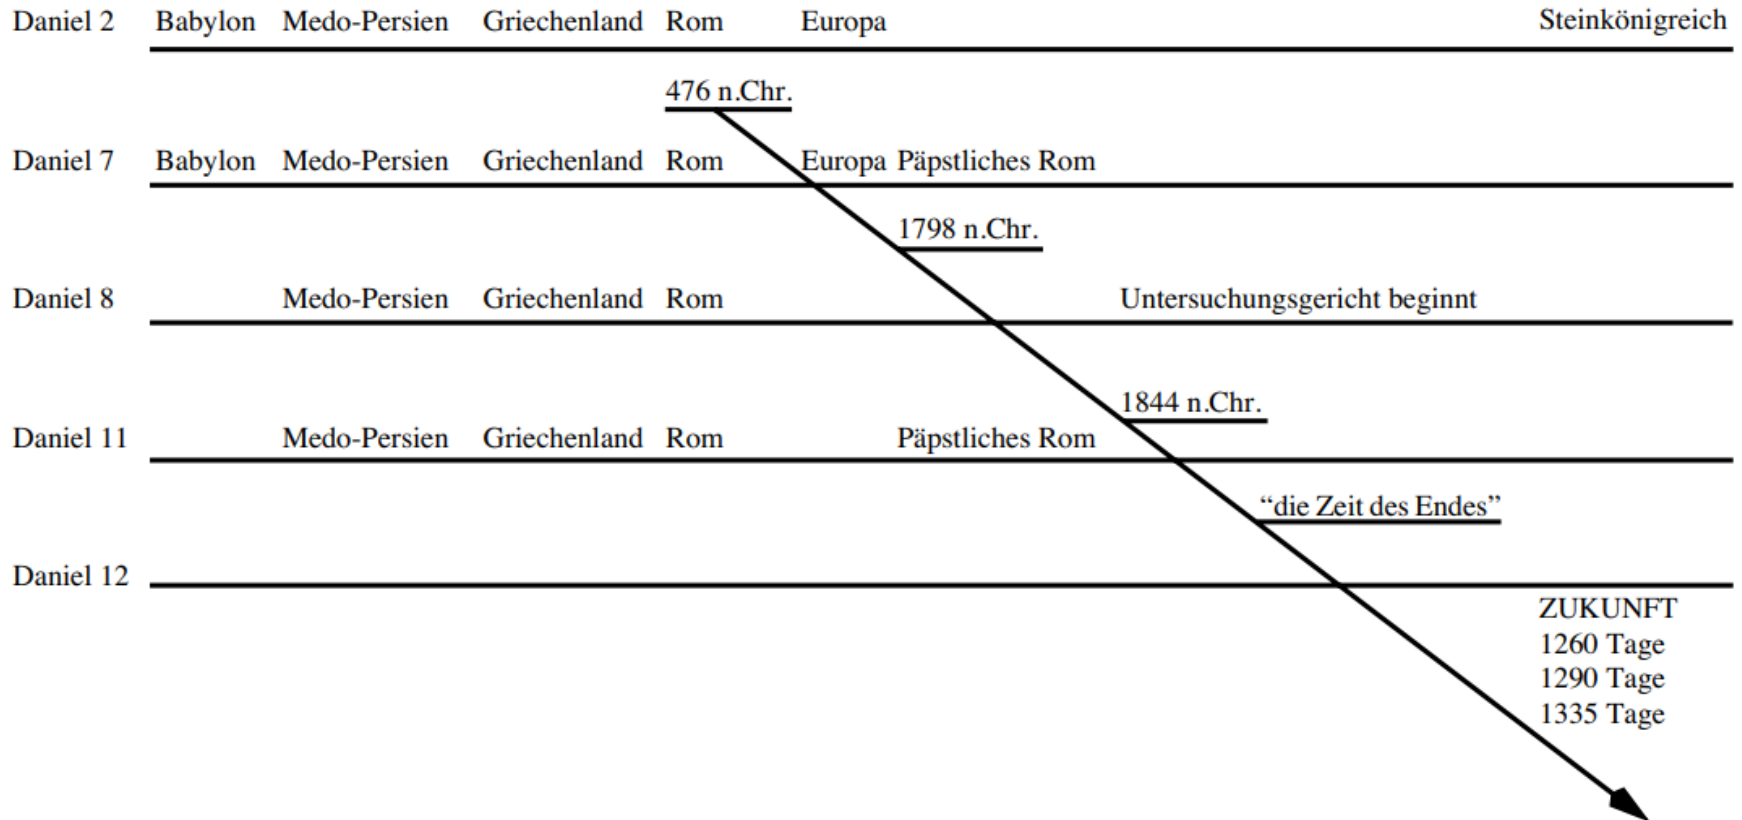 Daniel 2 Babylon Medo-Persien Griechenland Rom Europa Steinkönigreich
476 n.Chr.
Daniel 7 Babylon Medo-Persien Griechenland Rom Europa Päpstliches Rom
1798 n.Chr.
Daniel 8 Medo-Persien Griechenland Rom Untersuchungsgericht beginnt
1844 n.Chr.
Daniel 11 Medo-Persien Griechenland Rom Päpstliches Rom
“die Zeit des Endes”
Daniel 12
ZUKUNFT
1260 Tage
1290 Tage
1335 Tage